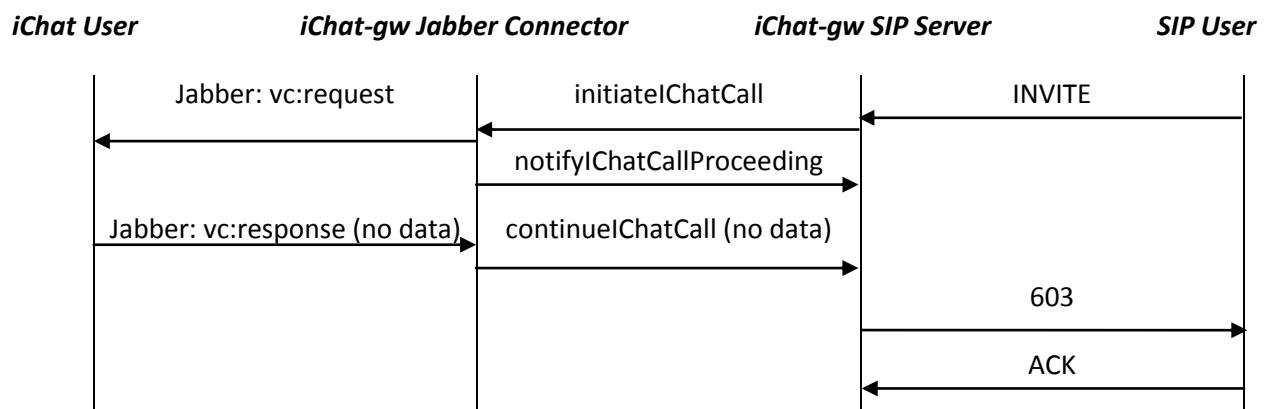 iChat User iChat-gw Jabber Connector iChat-gw SIP Server SIP User
Jabber: vc:request initiateIChatCall INVITE
notifyIChatCallProceeding
Jabber: vc:response (no data) continueIChatCall (no data)
603
ACK